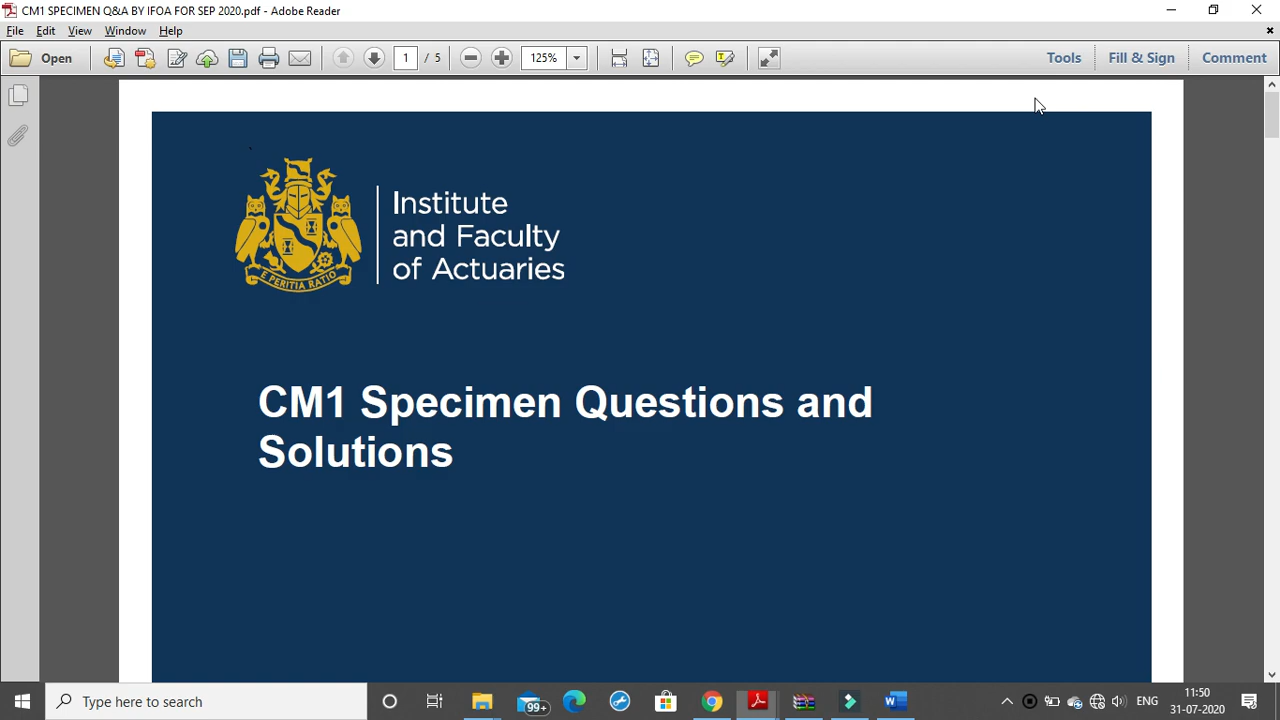 CM1 SPECIMEN Q&A BY IFOA FOR SEP 2020.pdf - Adobe Reader
File Edit View Window Help
Open 1 / 5 125% Tools Fill & Sign Comment
Institute
and Faculty
of Actuaries
E PERITIA RATIO
CM1 Specimen Questions and
Solutions
Type here to search
99+
ENG
11:50
31-07-2020